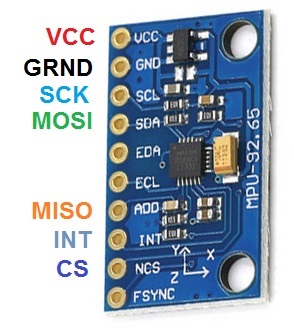 VCC
GRND
SCK
MOSI
MISO
INT
CS
VCC
GND
SCL
SDA
EDA
ECL
ADD
INT
NCS
FSYNC
MPU-92.65
Y
X
Z